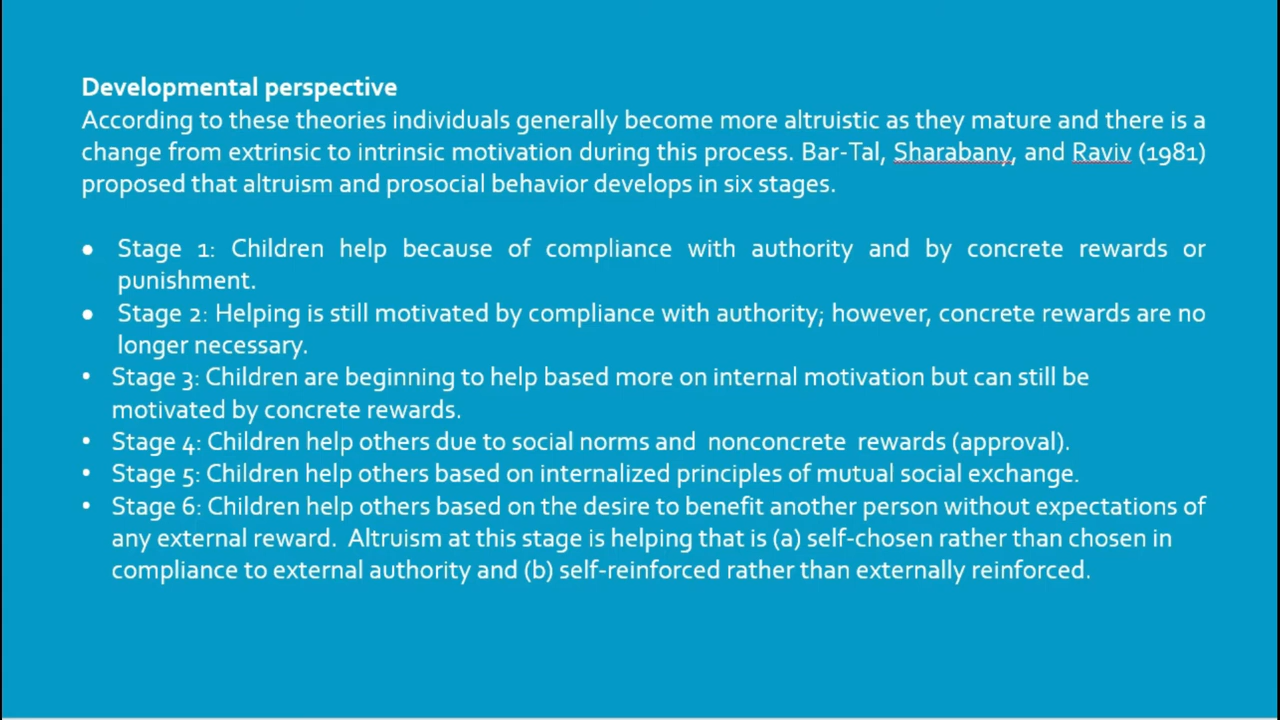 Developmental perspective
According to these theories individuals generally become more altruistic as they mature and there is a
change from extrinsic to intrinsic motivation during this process. Bar-Tal, Sharabany, and Raviv (1981)
proposed that altruism and prosocial behavior develops in six stages.
● Stage 1: Children help because of compliance with authority and by concrete rewards or
punishment.
● Stage 2: Helping is still motivated by compliance with authority; however, concrete rewards are no
longer necessary.
• Stage 3: Children are beginning to help based more on internal motivation but can still be
motivated by concrete rewards.
• Stage 4: Children help others due to social norms and nonconcrete rewards (approval).
• Stage 5: Children help others based on internalized principles of mutual social exchange.
• Stage 6: Children help others based on the desire to benefit another person without expectations of
any external reward. Altruism at this stage is helping that is (a) self-chosen rather than chosen in
compliance to external authority and (b) self-reinforced rather than externally reinforced.